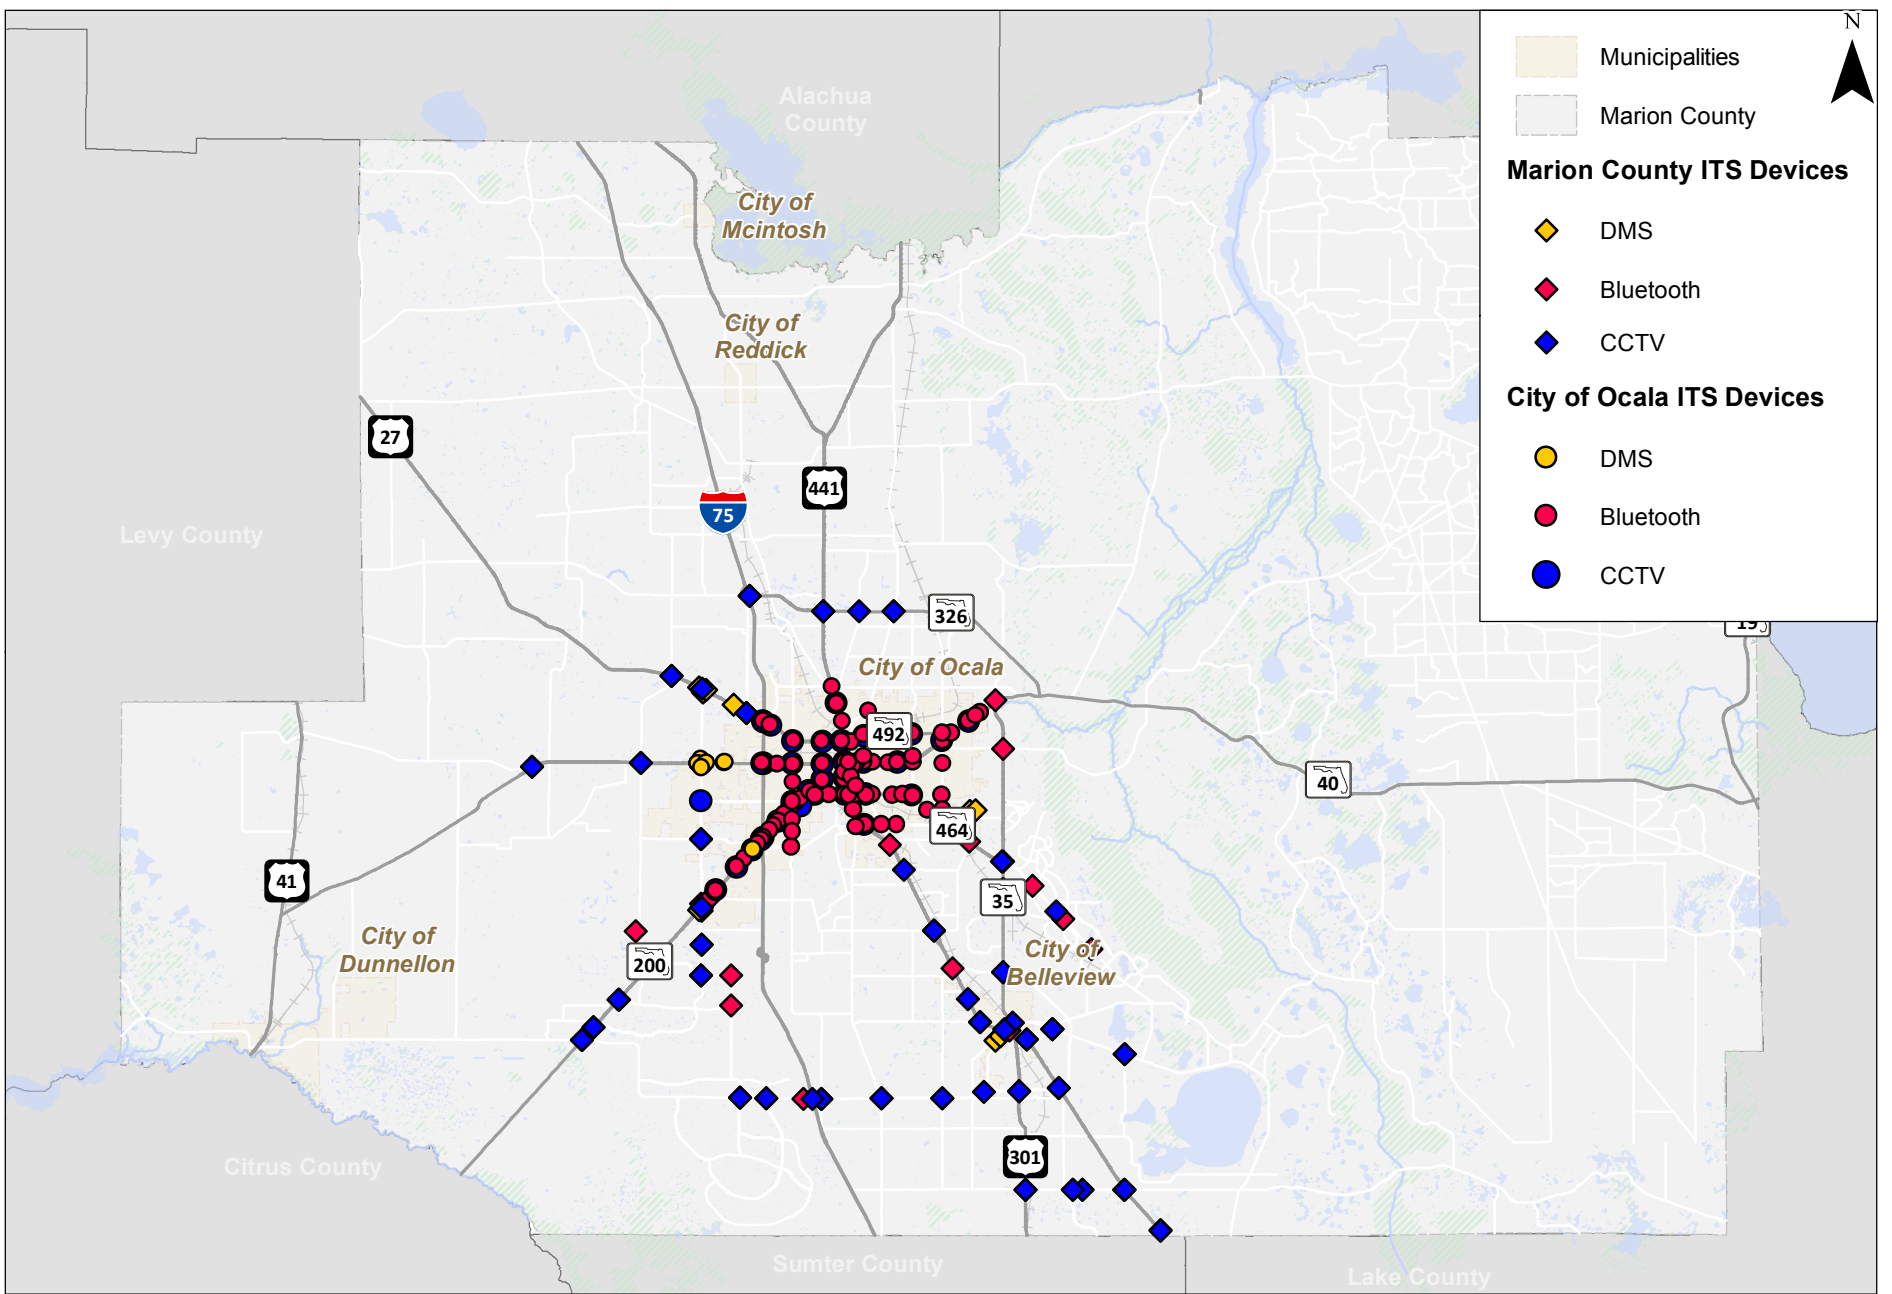 N
Municipalities
Marion County
Marion County ITS Devices
DMS
Bluetooth
CCTV
City of Ocala ITS Devices
DMS
Bluetooth
CCTV
Alachua
County
City of
Mcintosh
City of
Reddick
27
441
75
Levy County
326
19
City of Ocala
492
40
464
41
35
City of
Dunnellon
200
City of
Belleview
301
Citrus County
Sumter County
Lake County